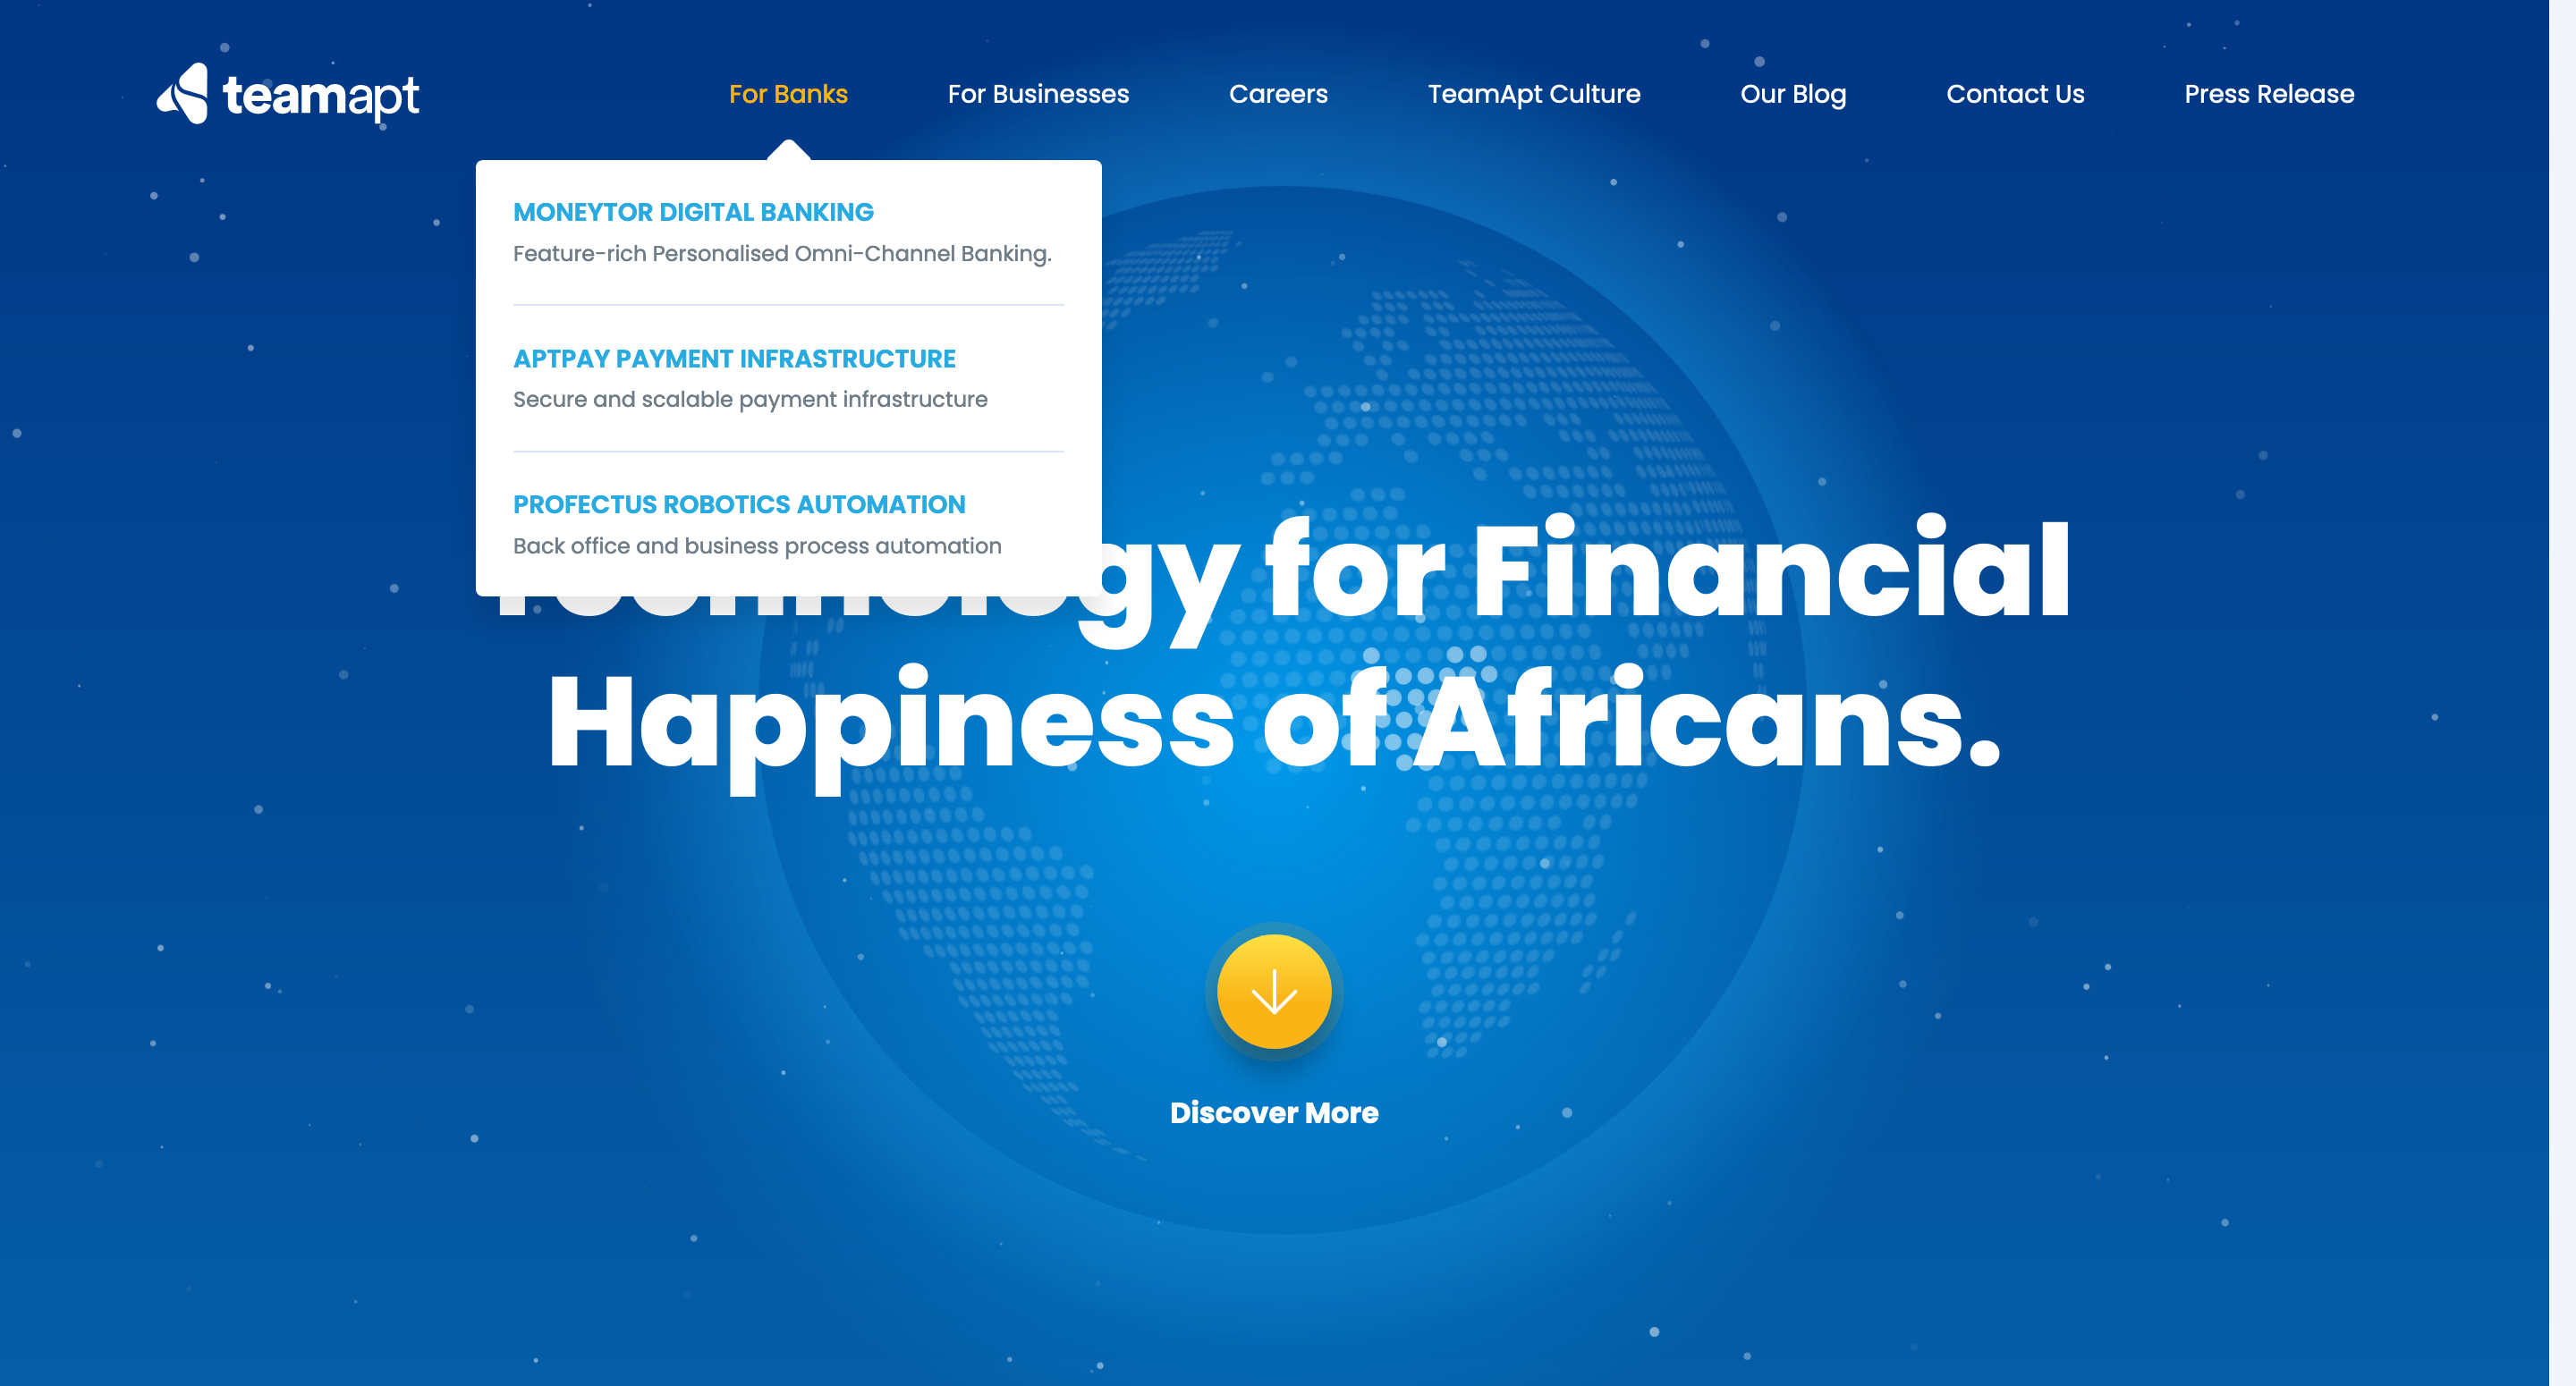 teamapt
For Banks
For Businesses
Careers
TeamApt Culture
Our Blog
Contact Us
Press Release
MONEYTOR DIGITAL BANKING
Feature-rich Personalised Omni-Channel Banking.
APTPAY PAYMENT INFRASTRUCTURE
Secure and scalable payment infrastructure
PROFECTUS ROBOTICS AUTOMATION
Back office and business process automation
Technology for Financial
Happiness of Africans.
Discover More